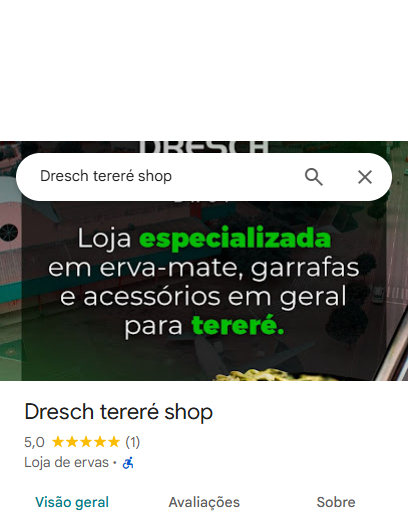 DRESCH
Dresch tereré shop
Loja especializada
em erva-mate, garrafas
e acessórios em geral
para tereré.
Dresch tereré shop
5,0 (1)
Loja de ervas ·
Visão geral Avaliações Sobre